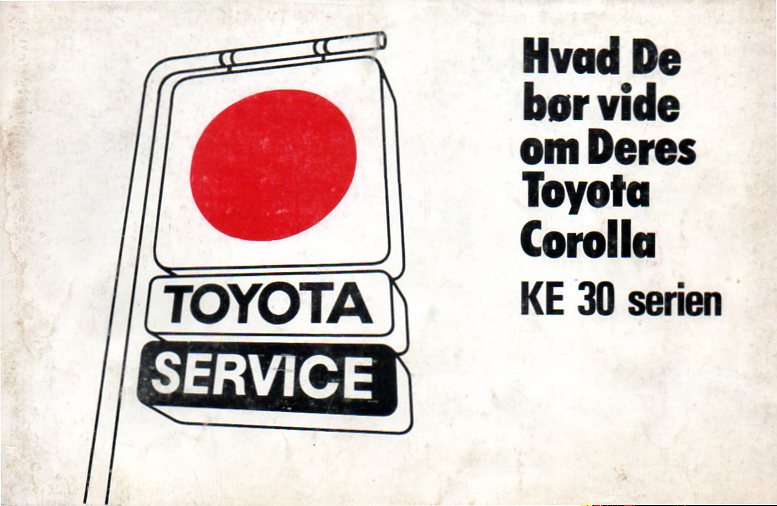 Hvad De
bør vide
om Deres
Toyota
Corolla
KE 30 serien
TOYOTA
SERVICE